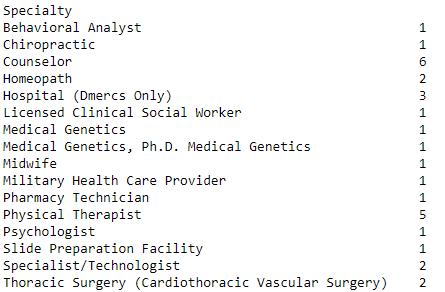 Specialty
Behavioral Analyst 1
Chiropractic 1
Counselor 6
Homeopath 2
Hospital (Dmercs Only) 3
Licensed Clinical Social Worker 1
Medical Genetics 1
Medical Genetics, Ph.D. Medical Genetics 1
Midwife 1
Military Health Care Provider 1
Pharmacy Technician 1
Physical Therapist 5
Psychologist 1
Slide Preparation Facility 1
Specialist/Technologist 2
Thoracic Surgery (Cardiothoracic Vascular Surgery) 2